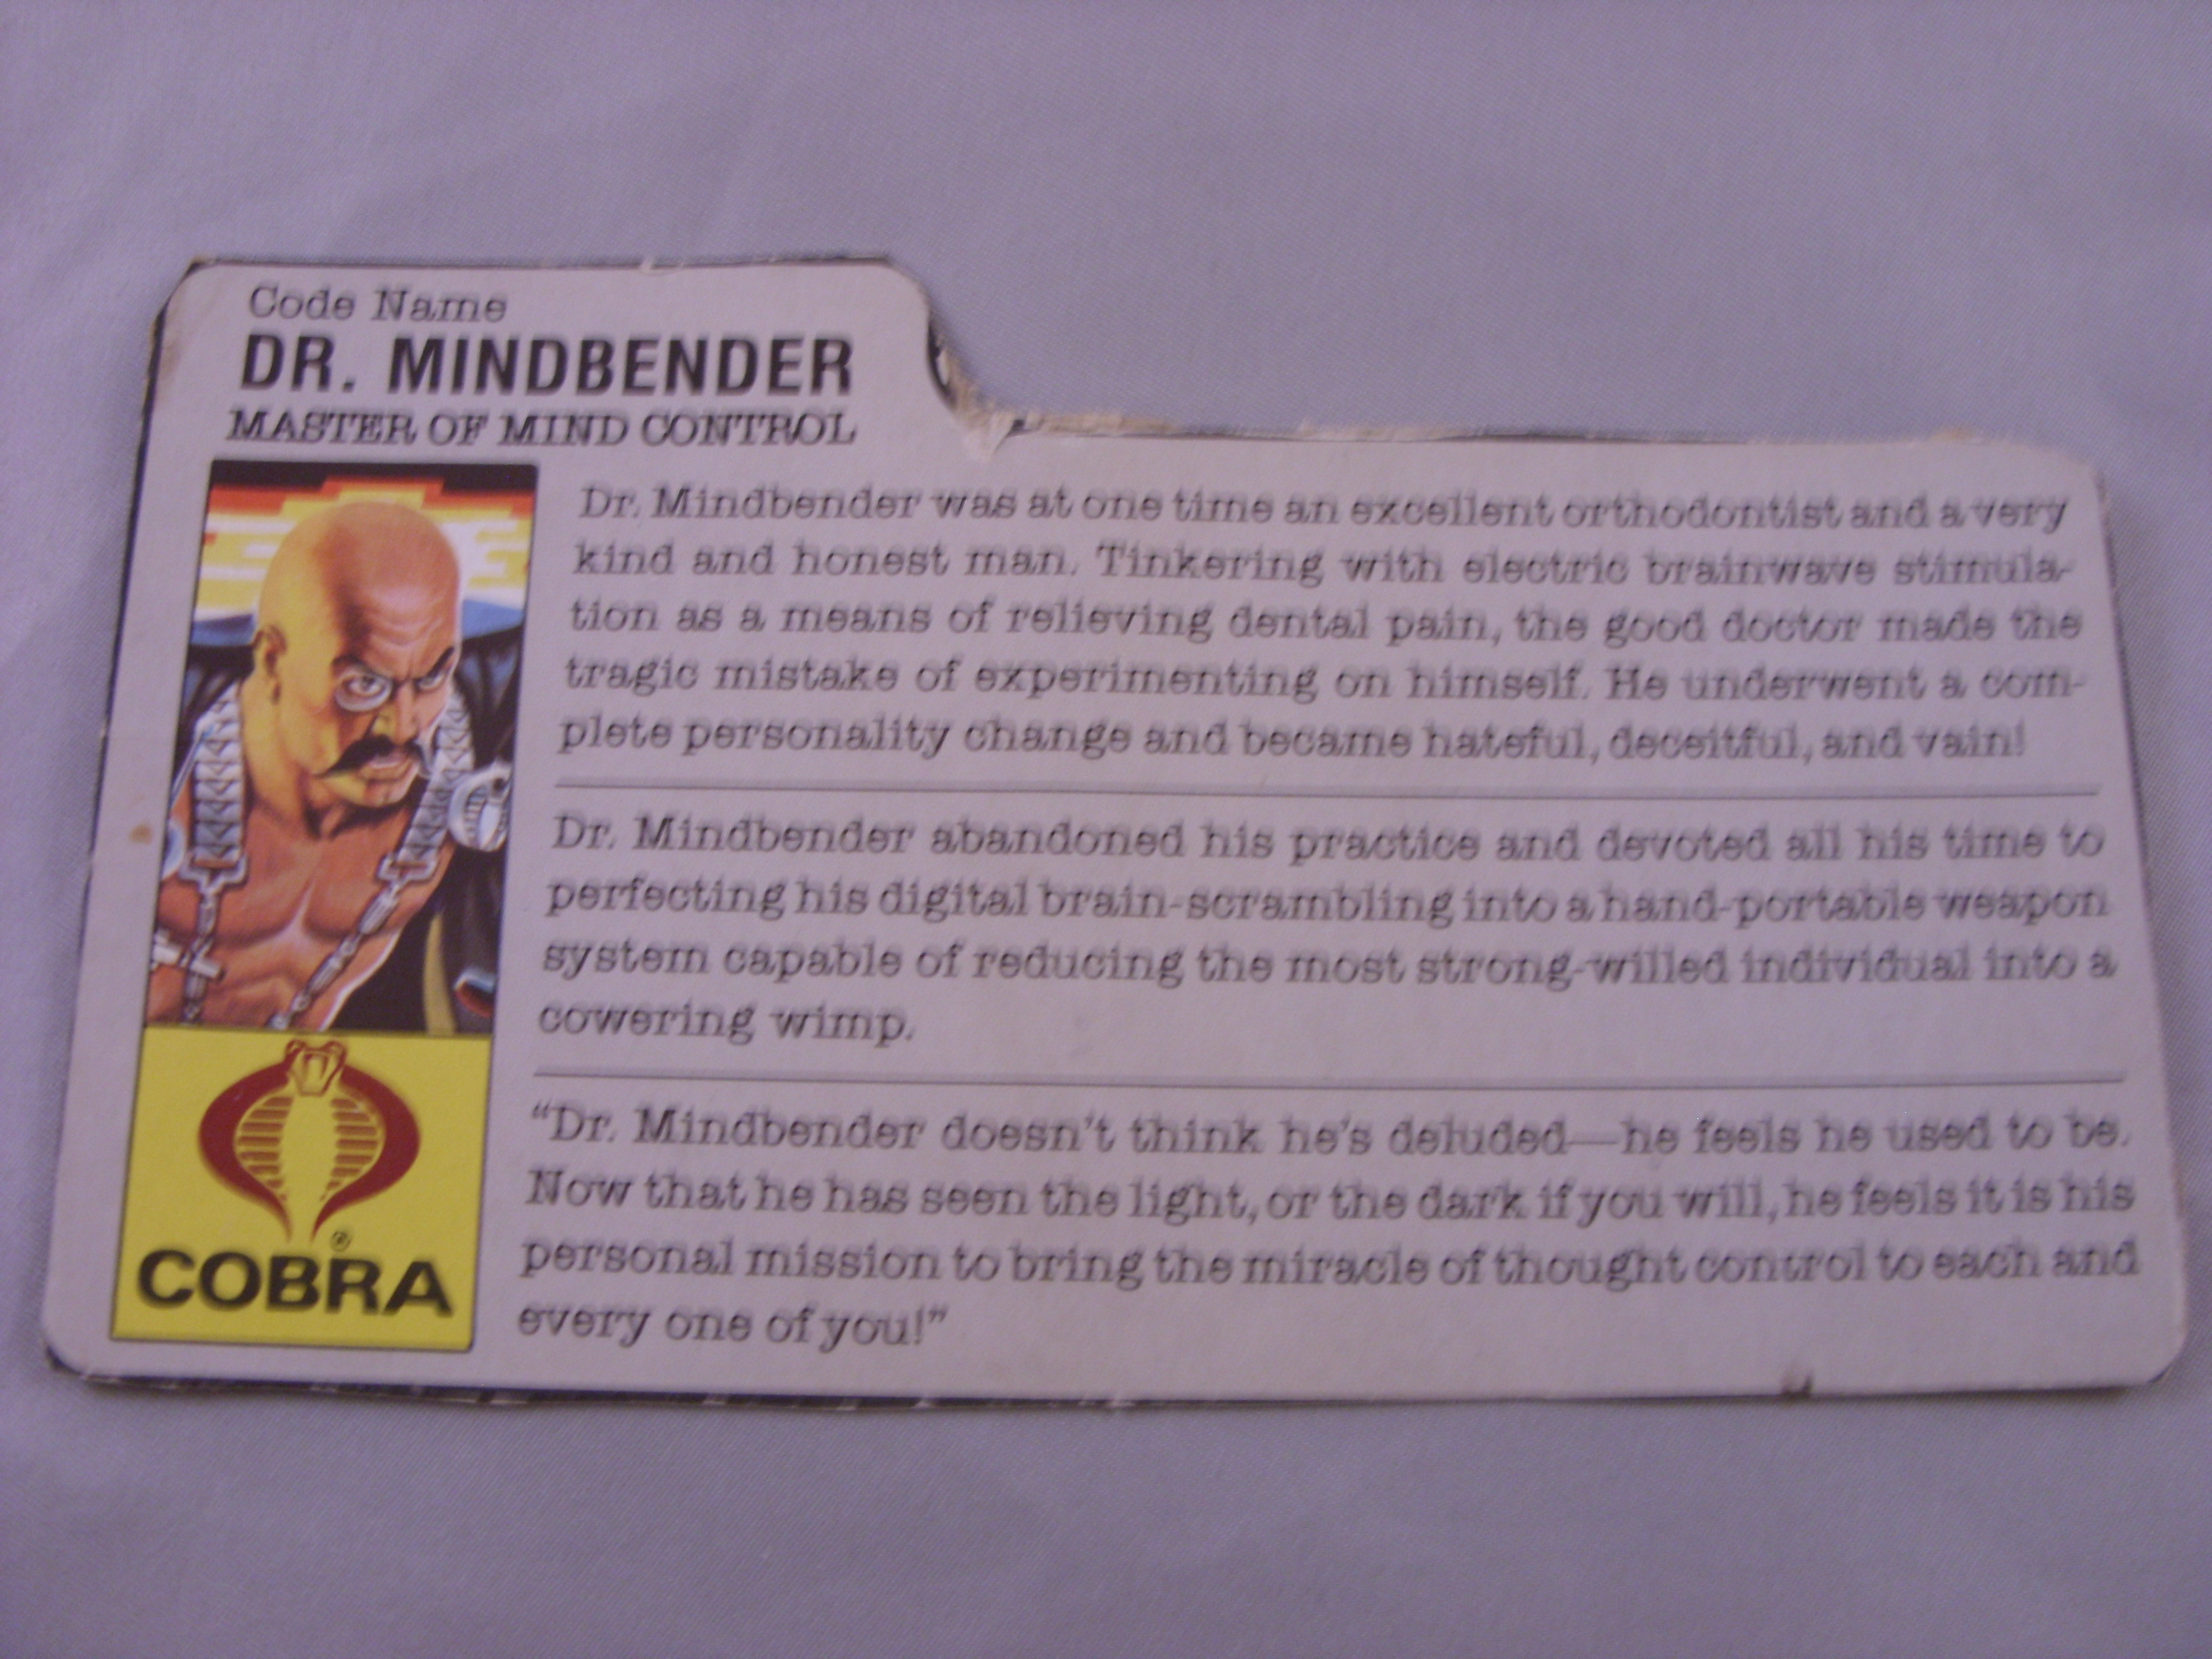 Code Name
DR. MINDBENDER
MASTER OF MIND CONTROL
Dr. Mindbender was at one time an excellent orthodontist and a very
kind and honest man. Tinkering with electric brainwave stimula-
tion as a means of relieving dental pain, the good doctor made the
tragic mistake of experimenting on himself. He underwent a com-
plete personality change and became hateful, deceitful, and vain!
Dr. Mindbender abandoned his practice and devoted all his time to
perfecting his digital brain-scrambling into a hand-portable weapon
system capable of reducing the most strong-willed individual into a
cowering wimp.
“Dr. Mindbender doesn't think he's deluded—he feels he used to be.
Now that he has seen the light, or the dark if you will, he feels it is his
personal mission to bring the miracle of thought control to each and
every one of you!”
®
COBRA